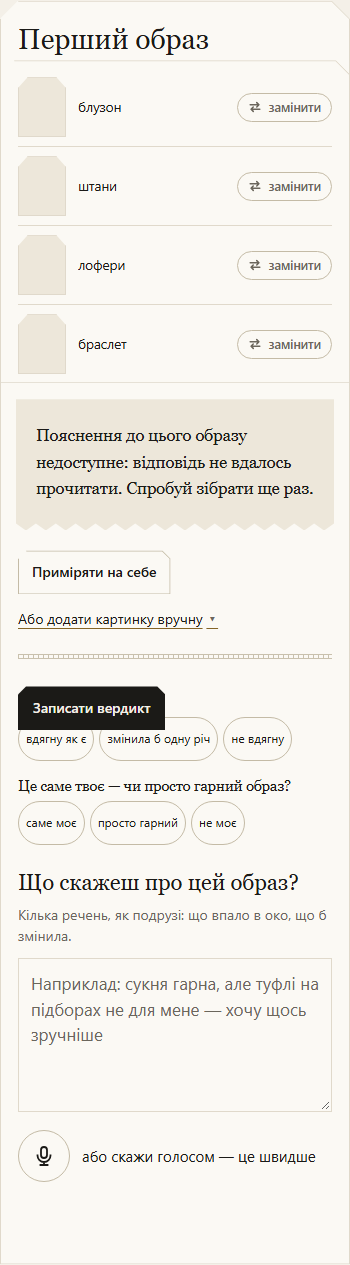 Перший образ
блузон
замінити
штани
замінити
лофери
замінити
браслет
замінити
Пояснення до цього образу
недоступне: відповідь не вдалось
прочитати. Спробуй зібрати ще раз.
Приміряти на себе
Або додати картинку вручну
Записати вердикт
вдягну як є
змінила б одну річ
не вдягну
Це саме твоє — чи просто гарний образ?
саме моє
просто гарний
не моє
Що скажеш про цей образ?
Кілька речень, як подрузі: що впало в око, що б
змінила.
Наприклад: сукня гарна, але туфлі на
підборах не для мене — хочу щось
зручніше
або скажи голосом — це швидше